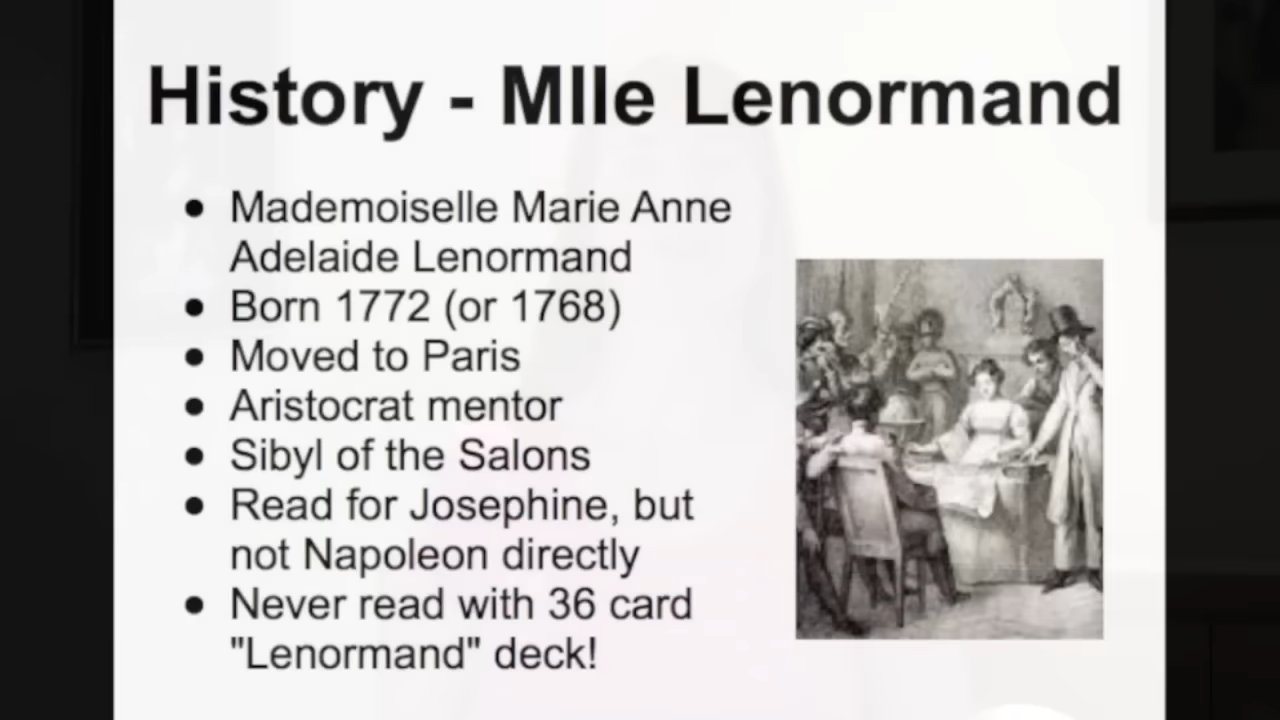 History - Mlle Lenormand
● Mademoiselle Marie Anne
Adelaide Lenormand
● Born 1772 (or 1768)
● Moved to Paris
● Aristocrat mentor
● Sibyl of the Salons
● Read for Josephine, but
not Napoleon directly
● Never read with 36 card
"Lenormand" deck!